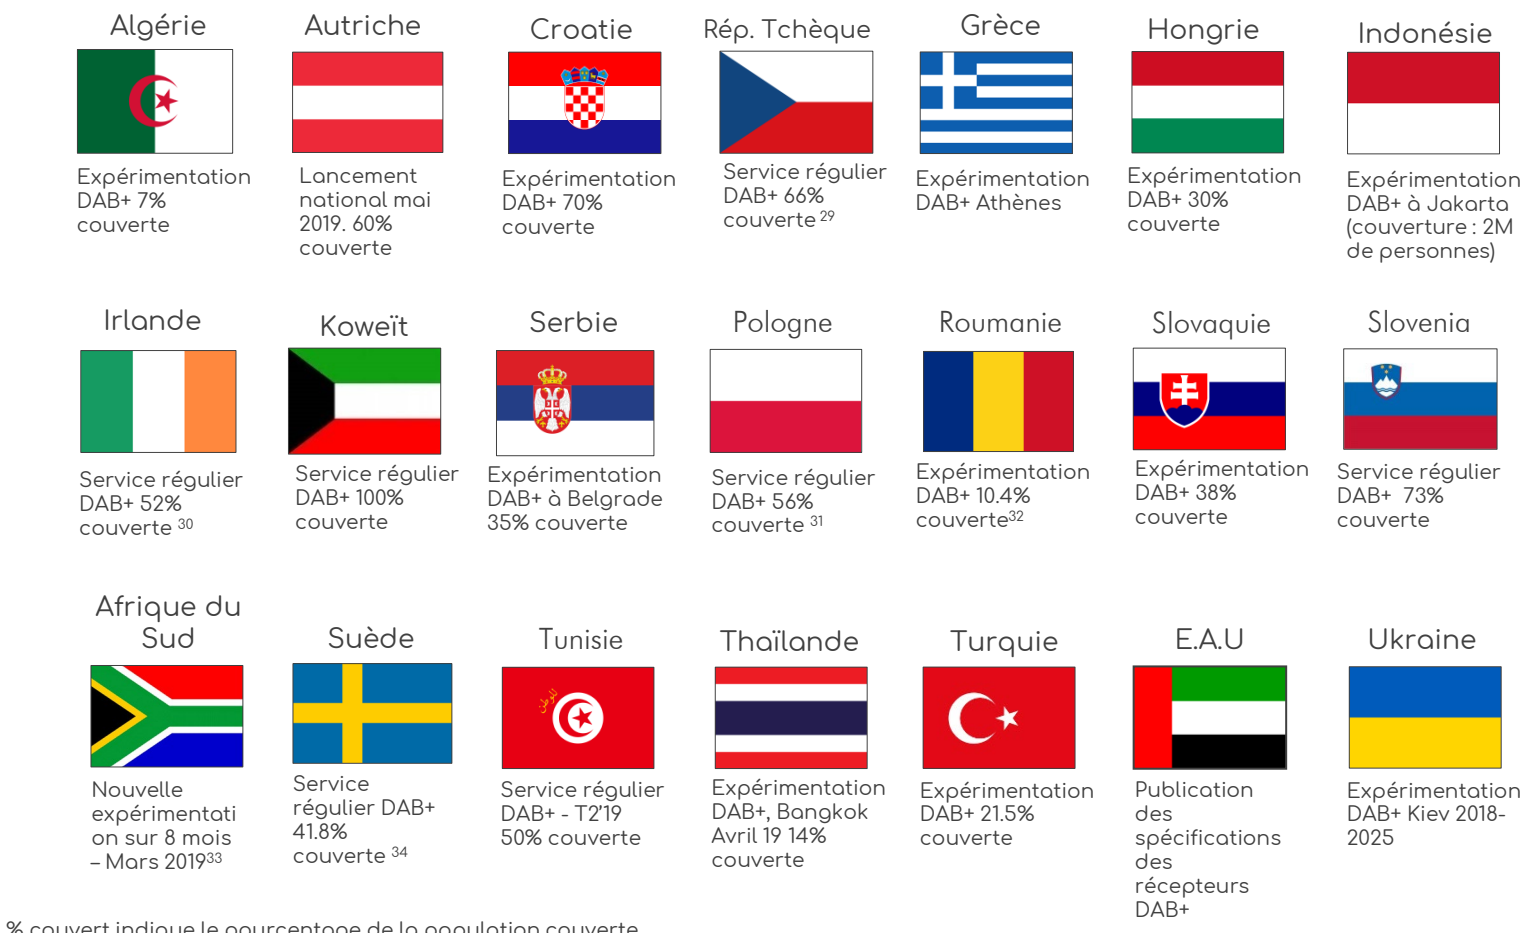 Algérie
Expérimentation
DAB+ 7%
couverte
Autriche
Lancement
national mai
2019. 60%
couverte
Croatie
Expérimentation
DAB+ 70%
couverte
Rép. Tchèque
Service régulier
DAB+ 66%
couverte 29
Grèce
Expérimentation
DAB+ Athènes
Hongrie
Expérimentation
DAB+ 30%
couverte
Indonésie
Expérimentation
DAB+ à Jakarta
(couverture : 2M
de personnes)
Irlande
Service régulier
DAB+ 52%
couverte 30
Koweït
Service régulier
DAB+ 100%
couverte
Serbie
Expérimentation
DAB+ à Belgrade
35% couverte
Pologne
Service régulier
DAB+ 56%
couverte 31
Roumanie
Expérimentation
DAB+ 10.4%
couverte32
Slovaquie
Expérimentation
DAB+ 38%
couverte
Slovenia
Service régulier
DAB+ 73%
couverte
Afrique du
Sud
Nouvelle
expérimentati
on sur 8 mois
– Mars 201933
Suède
Service
régulier DAB+
41.8%
couverte 34
Tunisie
Service régulier
DAB+ - T2'19
50% couverte
Thaïlande
Expérimentation
DAB+, Bangkok
Avril 19 14%
couverte
Turquie
Expérimentation
DAB+ 21.5%
couverte
E.A.U
Publication
des
spécifications
des
récepteurs
DAB+
Ukraine
Expérimentation
DAB+ Kiev 2018-
2025
% couvert indique le pourcentage de la population couverte